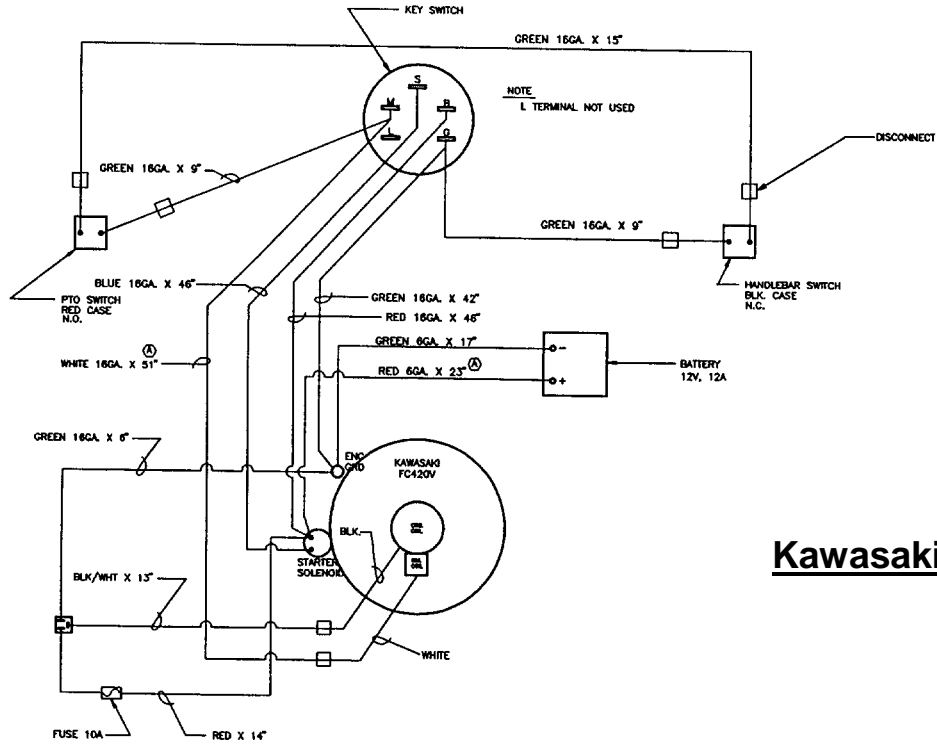 KEY SWITCH
GREEN 16GA. X 15"
S
M
B
L
G
NOTE
L TERMINAL NOT USED
DISCONNECT
GREEN 16GA. X 9"
GREEN 16GA. X 9"
PTO SWITCH
RED CASE
N.O.
BLUE 16GA. X 46"
HANDLEBAR SWITCH
BLK. CASE
N.C.
GREEN 16GA. X 42"
RED 16GA. X 46"
GREEN 6GA. X 17"
WHITE 16GA. X 51" A
RED 6GA. X 23" A
-
+
BATTERY
12V, 12A
GREEN 16GA. X 6"
ENG
GRD
KAWASAKI
FC420V
COIL
COIL
BLK.
STARTER
SOLENOID
Kawasaki
BLK/WHT X 13"
WHITE
FUSE 10A
RED X 14"